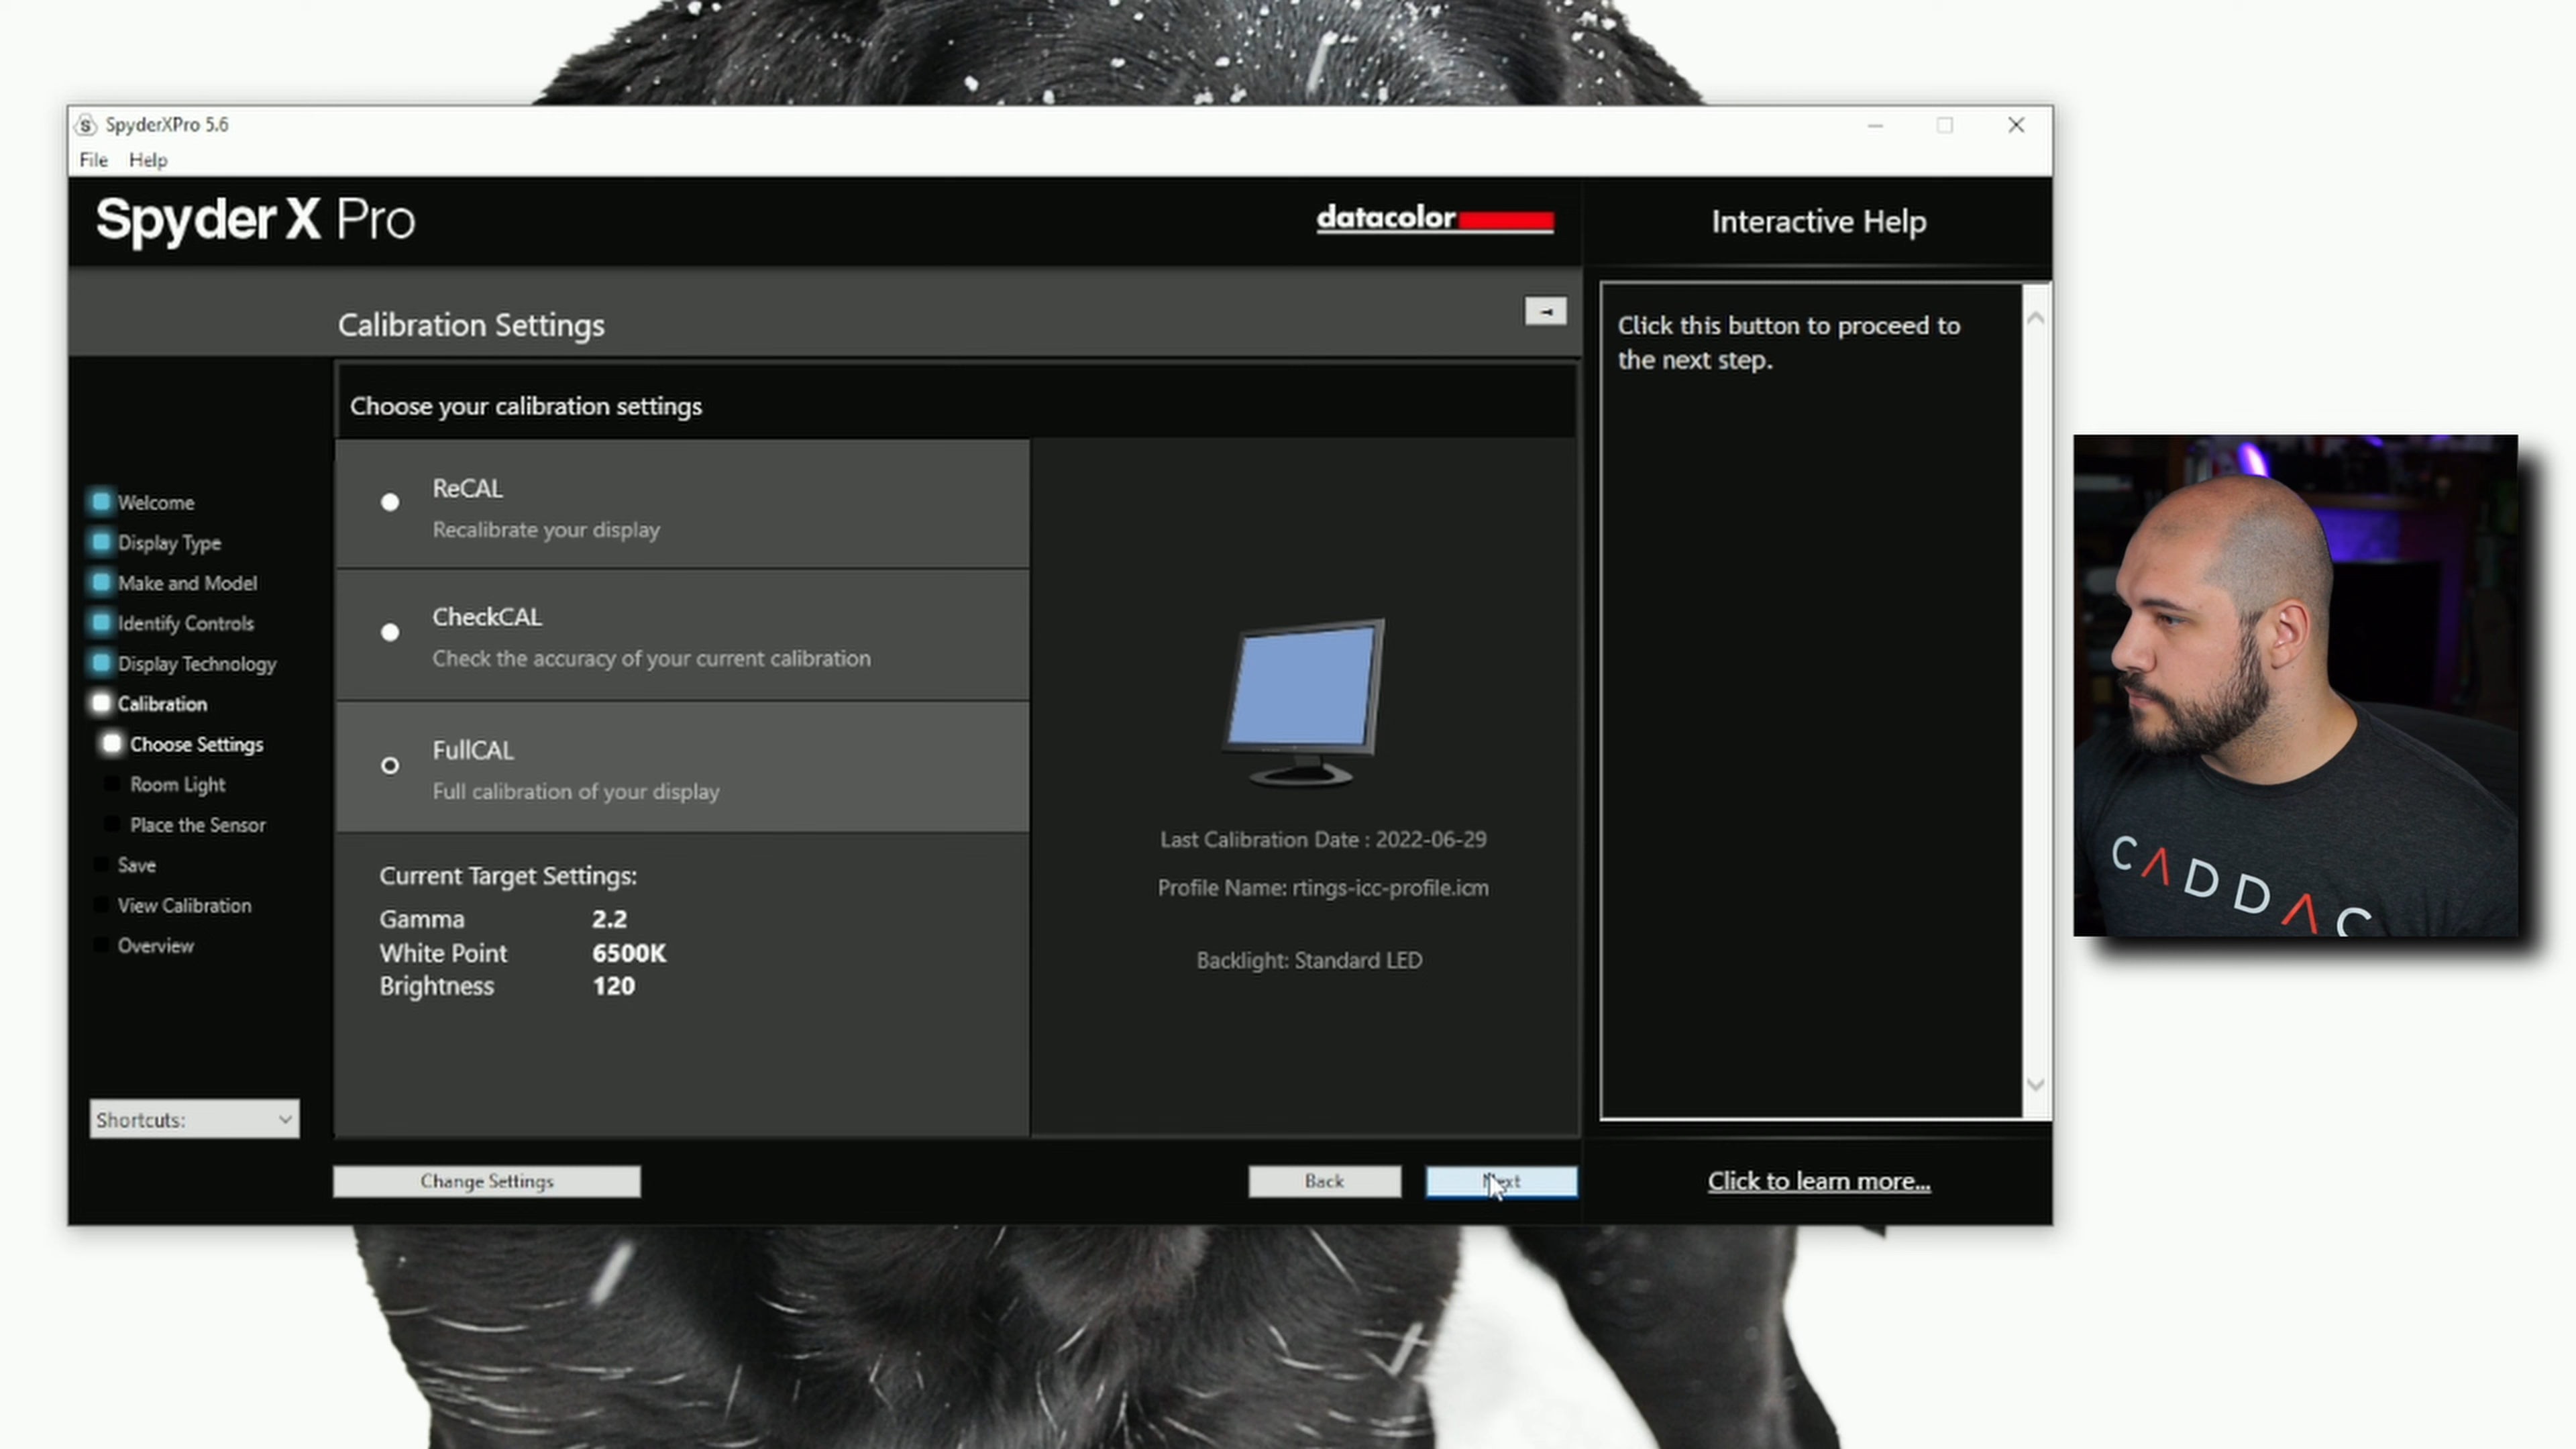 SpyderXPro 5.6
File Help
Spyder X Pro
datacolor
Interactive Help
Calibration Settings
Click this button to proceed to
the next step.
Choose your calibration settings
ReCAL
Recalibrate your display
CheckCAL
Check the accuracy of your current calibration
FullCAL
Full calibration of your display
Welcome
Display Type
Make and Model
Identify Controls
Display Technology
Calibration
Choose Settings
Room Light
Place the Sensor
Save
View Calibration
Overview
Current Target Settings:
Gamma 2.2
White Point 6500K
Brightness 120
Last Calibration Date : 2022-06-29
Profile Name: rtings-icc-profile.icm
Backlight: Standard LED
Shortcuts:
Change Settings
Back
Next
Click to learn more...
CADDAC